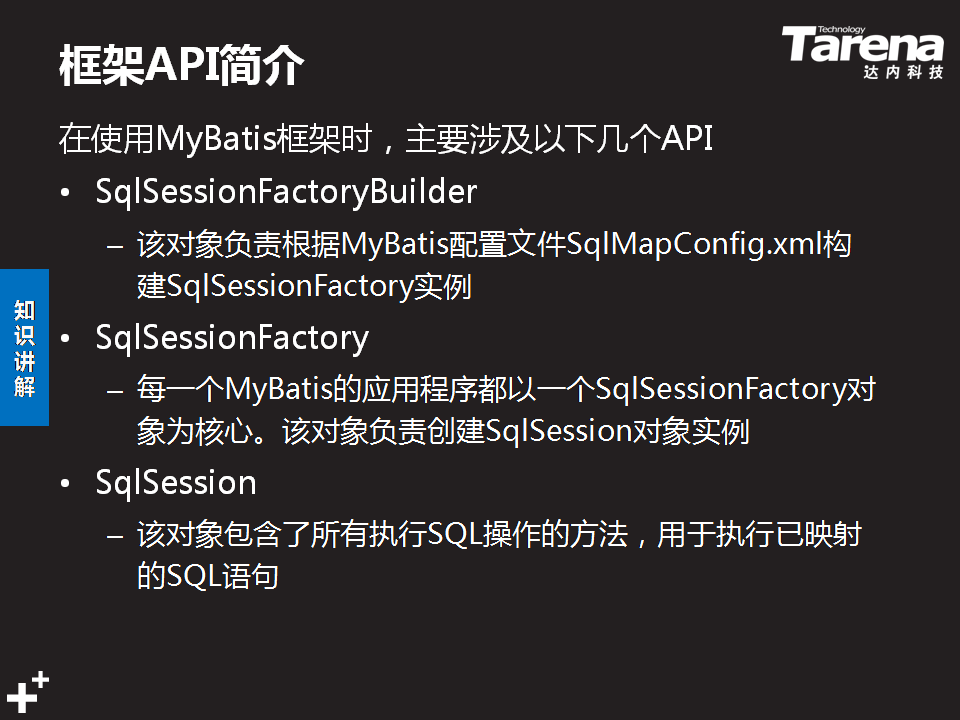 框架API简介
Technology
Tarena
达内科技
在使用MyBatis框架时，主要涉及以下几个API
• SqlSessionFactoryBuilder
– 该对象负责根据MyBatis配置文件SqlMapConfig.xml构
建SqlSessionFactory实例
• SqlSessionFactory
– 每一个MyBatis的应用程序都以一个SqlSessionFactory对
象为核心。该对象负责创建SqlSession对象实例
• SqlSession
– 该对象包含了所有执行SQL操作的方法，用于执行已映射
的SQL语句
知识讲解